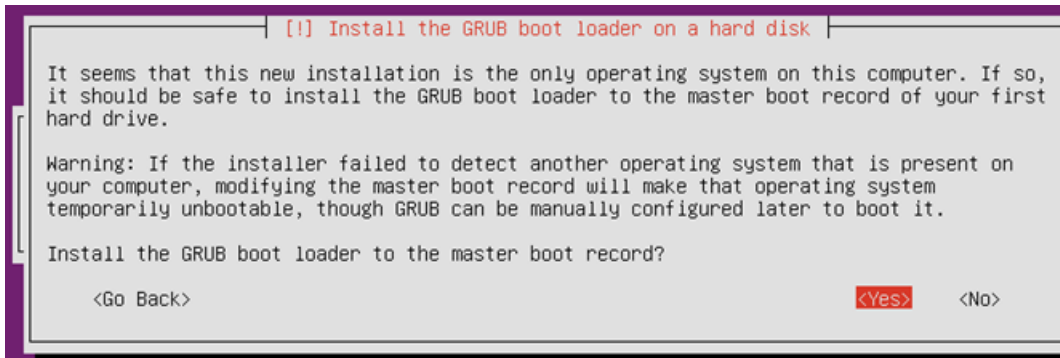 [!] Install the GRUB boot loader on a hard disk
It seems that this new installation is the only operating system on this computer. If so,
it should be safe to install the GRUB boot loader to the master boot record of your first
hard drive.
Warning: If the installer failed to detect another operating system that is present on
your computer, modifying the master boot record will make that operating system
temporarily unbootable, though GRUB can be manually configured later to boot it.
Install the GRUB boot loader to the master boot record?
<Go Back> <Yes> <No>